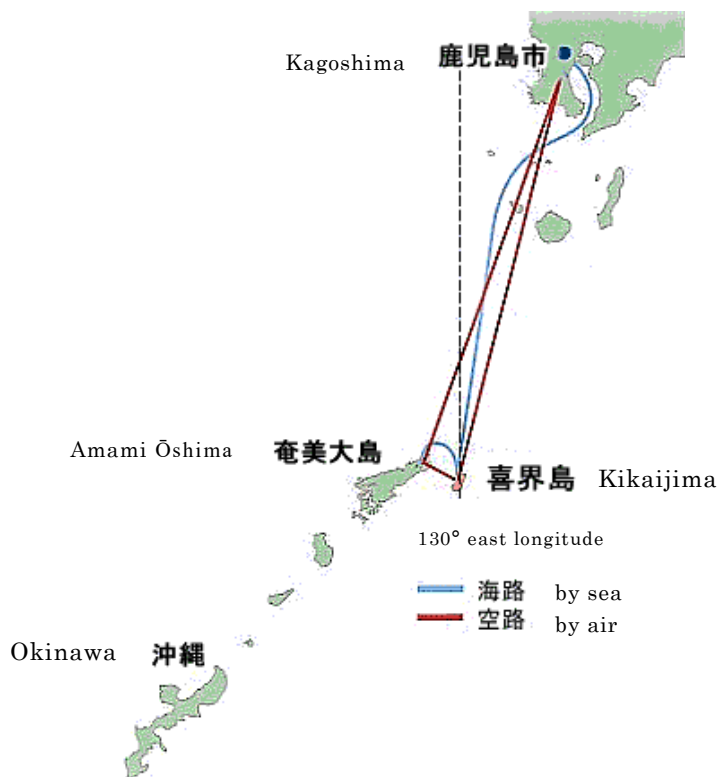 Kagoshima 鹿児島市
Amami Ōshima 奄美大島
喜界島 Kikaijima
130° east longitude
海路 by sea
空路 by air
Okinawa 沖縄